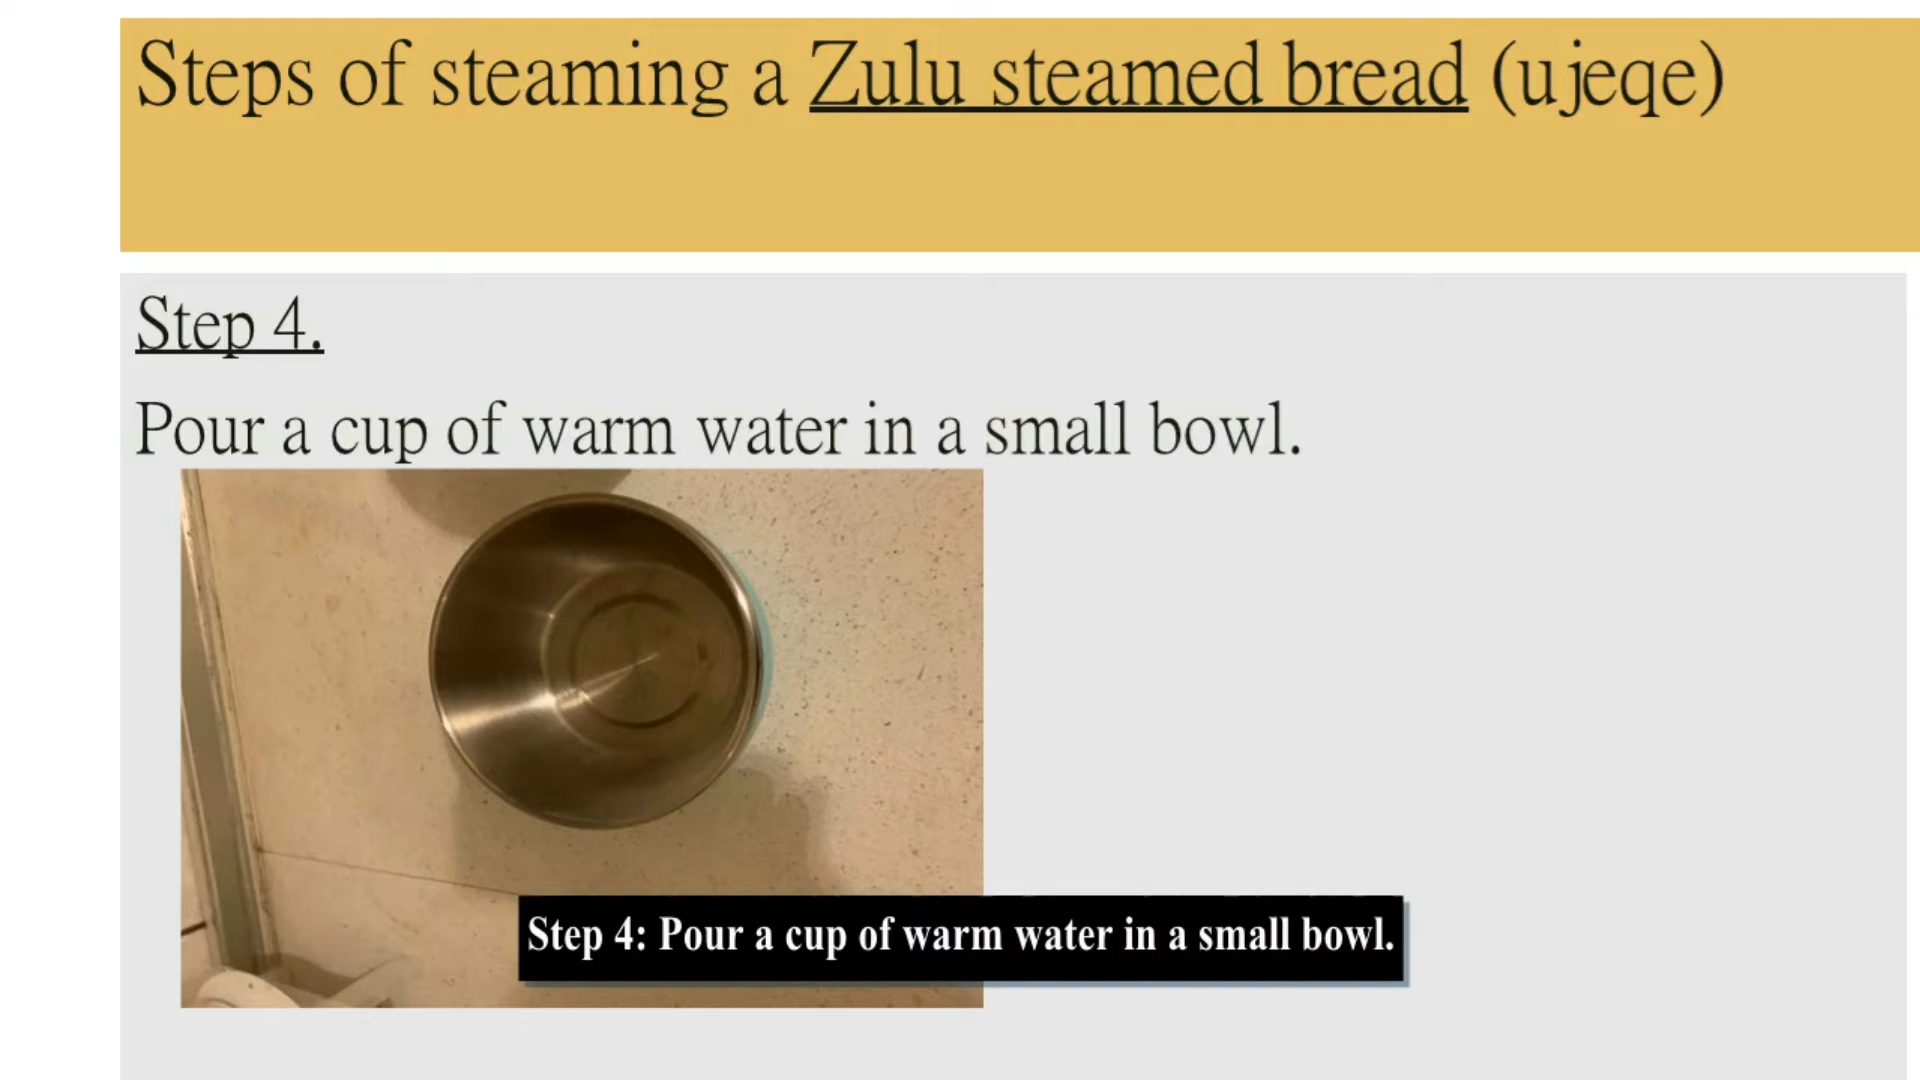 Steps of steaming a Zulu steamed bread (ujeqe)
Step 4.
Pour a cup of warm water in a small bowl.
Step 4: Pour a cup of warm water in a small bowl.